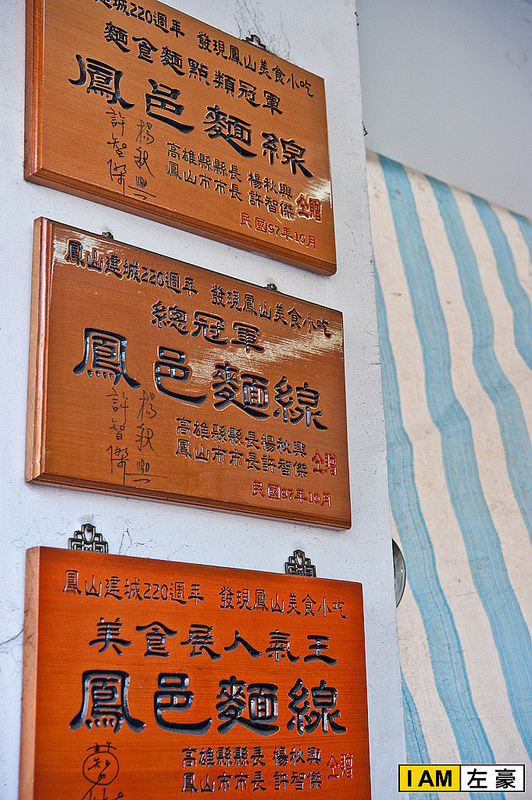 鳳山建城220週年 發現鳳山美食小吃
麵食麵點類冠軍
鳳邑麵線
楊秋興
許智傑
高雄縣縣長 楊秋興
鳳山市市長 許智傑
仝贈
民國97年10月
鳳山建城220週年 發現鳳山美食小吃
總冠軍
鳳邑麵線
楊秋興
許智傑
高雄縣縣長楊秋興
鳳山市市長許智傑
仝贈
民國97年10月
鳳山建城220週年 發現鳳山美食小吃
美食展人氣王
鳳邑麵線
高雄縣縣長 楊秋興
鳳山市市長 許智傑
仝贈
I AM 左豪